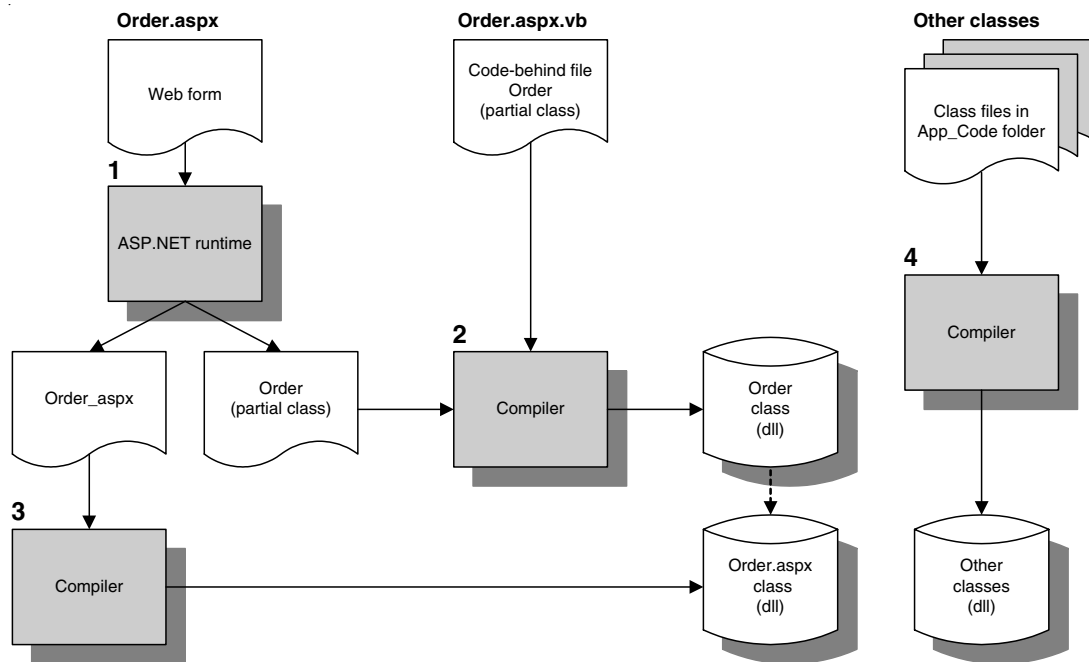 Order.aspx
Order.aspx.vb
Other classes
Web form
Code-behind file
Order
(partial class)
Class files in
App_Code folder
1
ASP.NET runtime
4
Compiler
2
Order_aspx
Order
(partial class)
Compiler
Order
class
(dll)
3
Compiler
Order.aspx
class
(dll)
Other
classes
(dll)